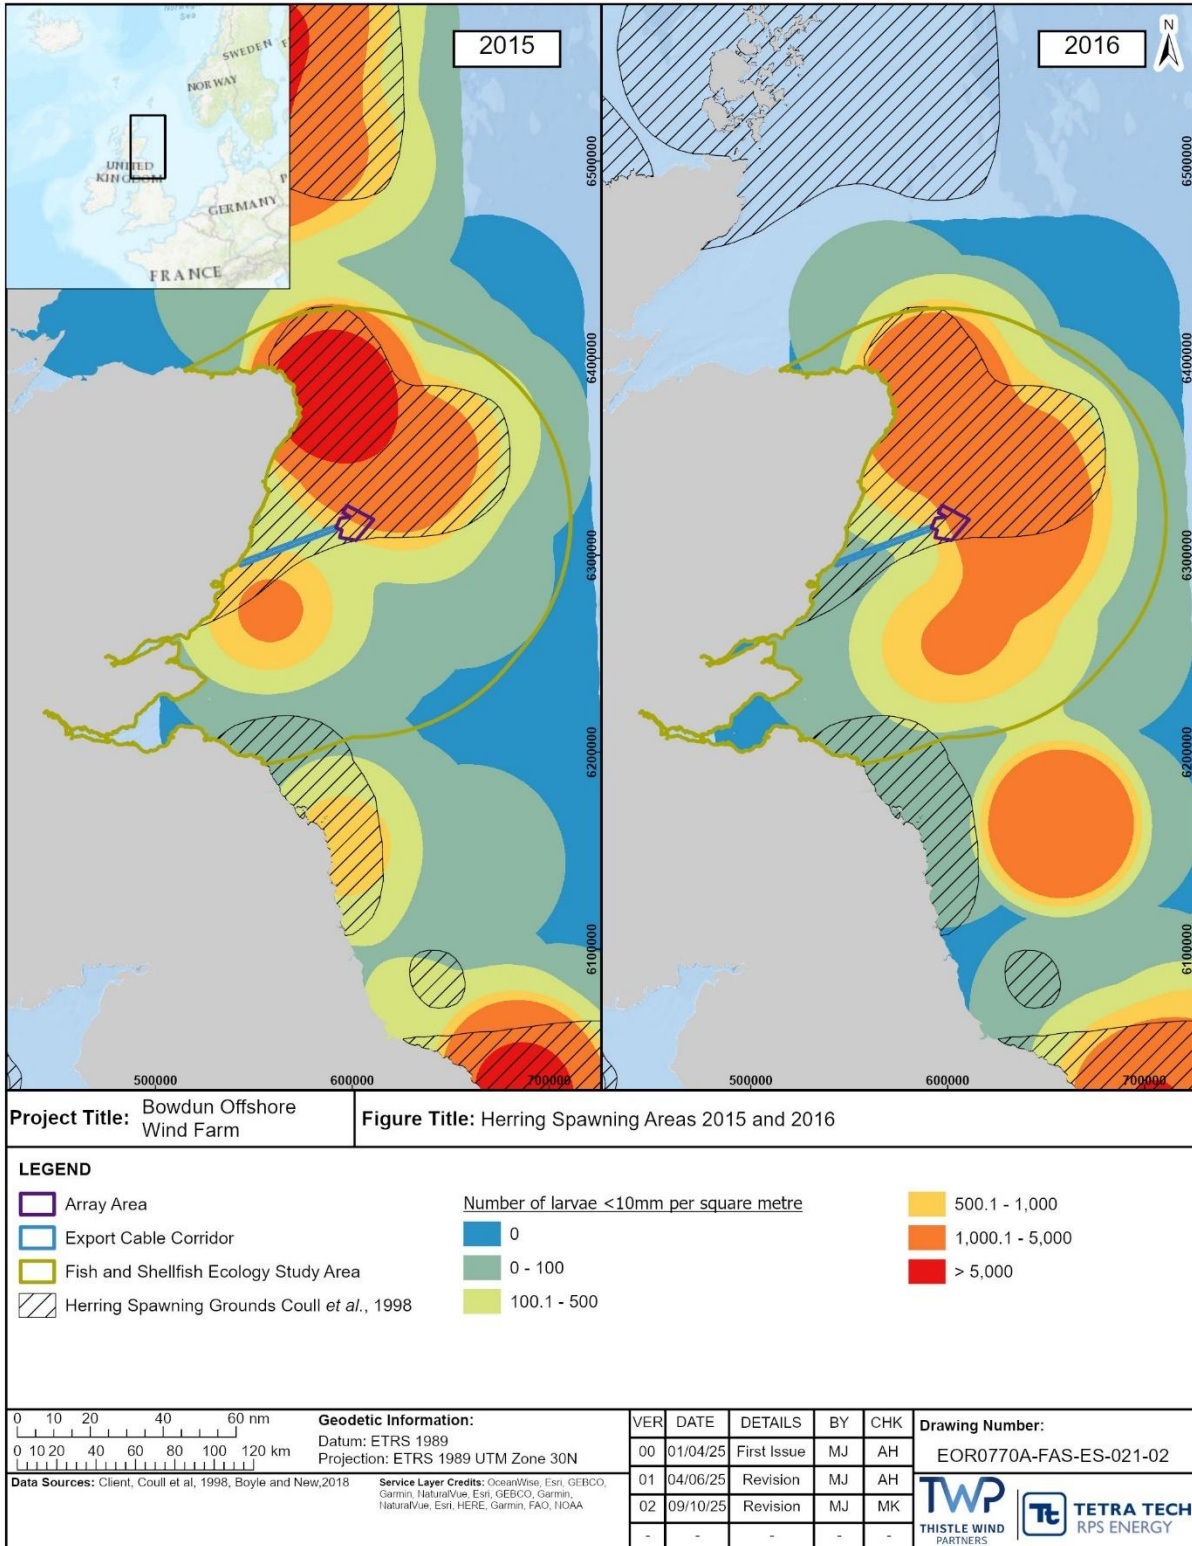 2015
2016
N
SWEDEN
NORWAY
UNITED
KINGDOM
GERMANY
FRANCE
6500000
6400000
6300000
6200000
6100000
500000 600000 700000
6500000
6400000
6300000
6200000
6100000
500000 600000 700000
Project Title: Bowdun Offshore
Wind Farm
Figure Title: Herring Spawning Areas 2015 and 2016
LEGEND
Array Area
Export Cable Corridor
Fish and Shellfish Ecology Study Area
Herring Spawning Grounds Coull et al., 1998
Number of larvae <10mm per square metre
0
0 - 100
100.1 - 500
500.1 - 1,000
1,000.1 - 5,000
> 5,000
0 10 20 40 60 nm
0 10 20 40 60 80 100 120 km
Geodetic Information:
Datum: ETRS 1989
Projection: ETRS 1989 UTM Zone 30N
Data Sources: Client, Coull et al, 1998, Boyle and New,2018
Service Layer Credits: OceanWise, Esri, GEBCO,
Garmin, NaturalVue, Esri, GEBCO, Garmin,
NaturalVue, Esri, HERE, Garmin, FAO, NOAA
VER DATE DETAILS BY CHK
00 01/04/25 First Issue MJ AH
01 04/06/25 Revision MJ AH
02 09/10/25 Revision MJ MK
- - - - -
Drawing Number:
EOR0770A-FAS-ES-021-02
TWP
THISTLE WIND
PARTNERS
Tt
TETRA TECH
RPS ENERGY